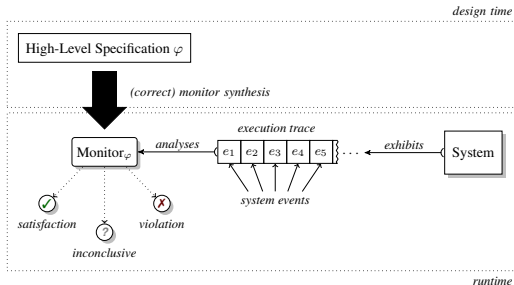 design time
High-Level Specification φ
(correct) monitor synthesis
execution trace
Monitorφ
analyses
e1 e2 e3 e4 e5 ...
exhibits
System
✓
✗
system events
satisfaction
violation
?
inconclusive
runtime